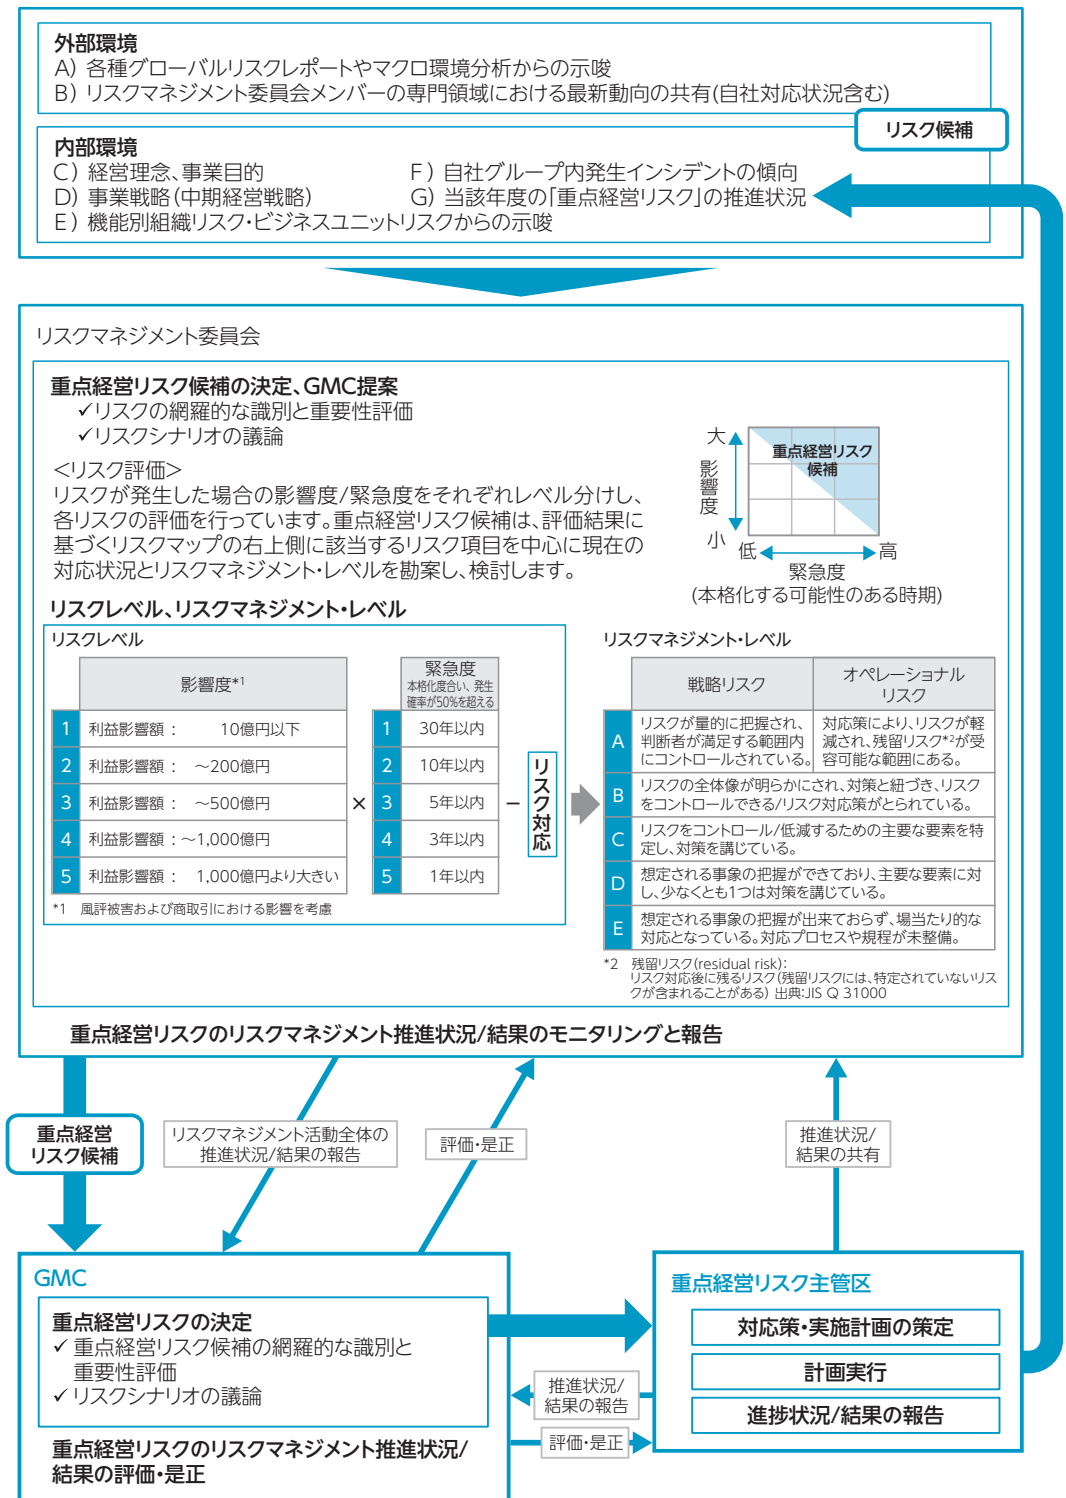 外部環境
A）各種グローバルリスクレポートやマクロ環境分析からの示唆
B）リスクマネジメント委員会メンバーの専門領域における最新動向の共有(自社対応状況含む)
リスク候補
内部環境
C）経営理念、事業目的
D）事業戦略（中期経営戦略）
E）機能別組織リスク・ビジネスユニットリスクからの示唆
F）自社グループ内発生インシデントの傾向
G）当該年度の「重点経営リスク」の推進状況
リスクマネジメント委員会
重点経営リスク候補の決定、GMC提案
✓リスクの網羅的な識別と重要性評価
✓リスクシナリオの議論
＜リスク評価＞
リスクが発生した場合の影響度/緊急度をそれぞれレベル分けし、
各リスクの評価を行っています。重点経営リスク候補は、評価結果に
基づくリスクマップの右上側に該当するリスク項目を中心に現在の
対応状況とリスクマネジメント・レベルを勘案し、検討します。
大
影響度
小
重点経営リスク
候補
低
高
緊急度
(本格化する可能性のある時期)
リスクレベル、リスクマネジメント・レベル
リスクレベル
影響度*1
1 利益影響額： 10億円以下
2 利益影響額： ～200億円
3 利益影響額： ～500億円
4 利益影響額：～1,000億円
5 利益影響額： 1,000億円より大きい
*1 風評被害および商取引における影響を考慮
×
緊急度
本格化度合い、発生
確率が50%を超える
1 30年以内
2 10年以内
3 5年以内
4 3年以内
5 1年以内
－
リスク対応
リスクマネジメント・レベル
戦略リスク
オペレーショナル
リスク
A
リスクが量的に把握され、
判断者が満足する範囲内
にコントロールされている。
対応策により、リスクが軽
減され、残留リスク*2が受
容可能な範囲にある。
B
リスクの全体像が明らかにされ、対策と紐づき、リスク
をコントロールできる/リスク対応策がとられている。
C
リスクをコントロール/低減するための主要な要素を特
定し、対策を講じている。
D
想定される事象の把握ができており、主要な要素に対
し、少なくとも1つは対策を講じている。
E
想定される事象の把握が出来ておらず、場当たり的な
対応となっている。対応プロセスや規程が未整備。
*2 残留リスク(residual risk)：
リスク対応後に残るリスク（残留リスクには、特定されていないリス
クが含まれることがある）出典：JIS Q 31000
重点経営リスクのリスクマネジメント推進状況/結果のモニタリングと報告
重点経営
リスク候補
リスクマネジメント活動全体の
推進状況/結果の報告
評価・是正
推進状況/
結果の共有
GMC
重点経営リスクの決定
✓ 重点経営リスク候補の網羅的な識別と
重要性評価
✓ リスクシナリオの議論
重点経営リスクのリスクマネジメント推進状況/
結果の評価・是正
推進状況/
結果の報告
評価・是正
重点経営リスク主管区
対応策・実施計画の策定
計画実行
進捗状況/結果の報告